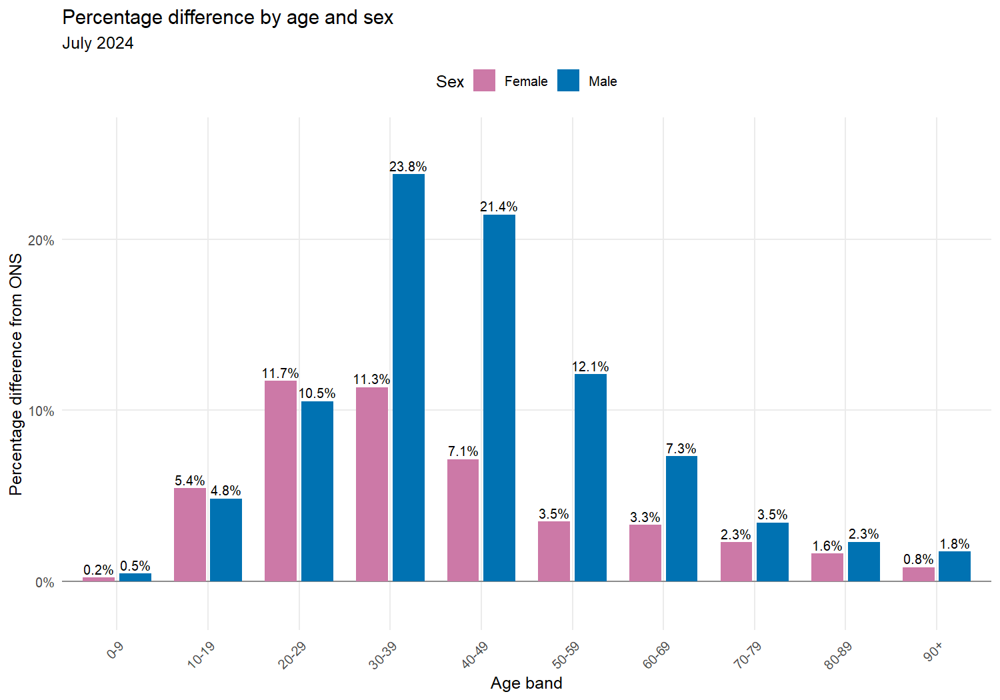 Percentage difference by age and sex
July 2024
Sex Female Male
Percentage difference from ONS
20%
10%
0%
0.2% 0.5%
5.4% 4.8%
11.7% 10.5%
11.3% 23.8%
7.1% 21.4%
3.5% 12.1%
3.3% 7.3%
2.3% 3.5%
1.6% 2.3%
0.8% 1.8%
0-9 10-19 20-29 30-39 40-49 50-59 60-69 70-79 80-89 90+
Age band